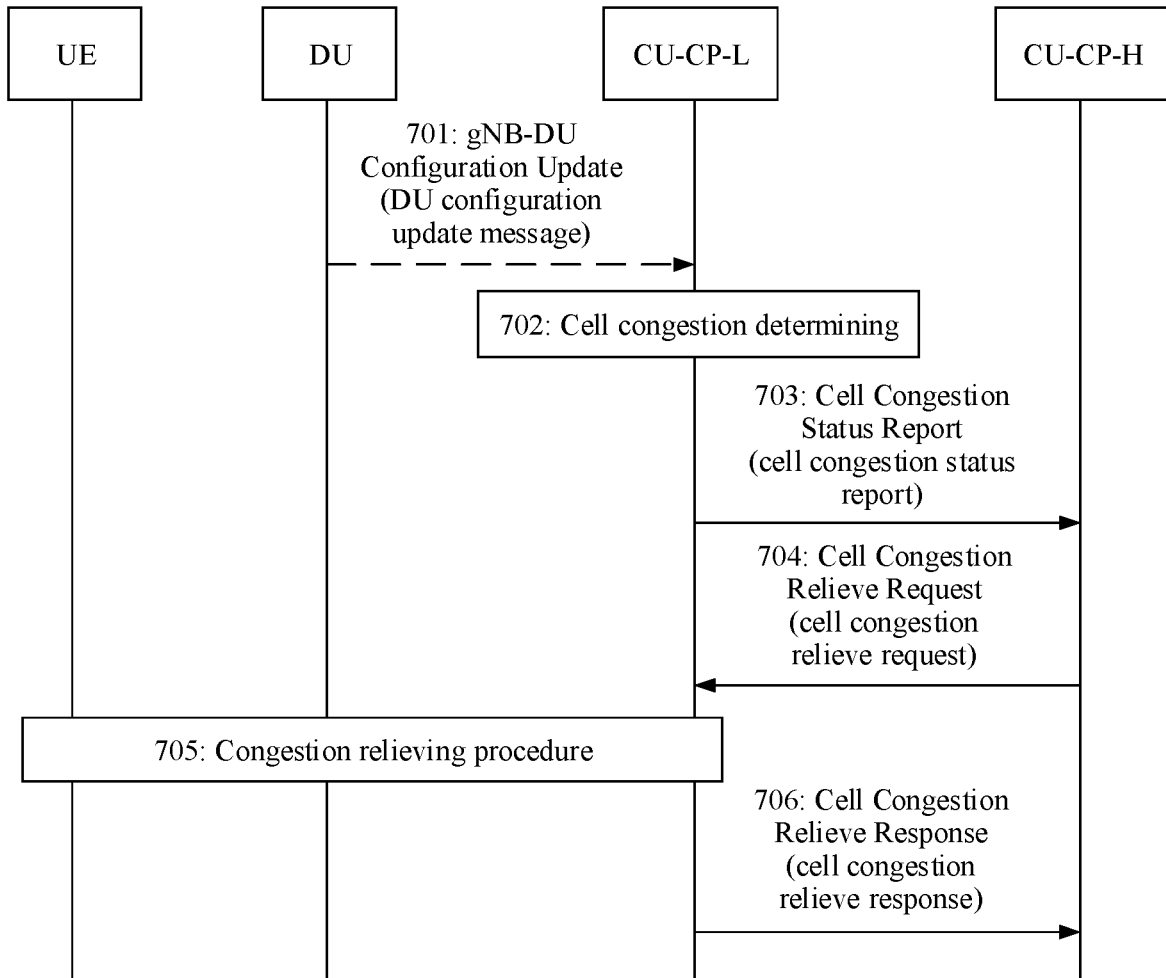 UE
DU
CU-CP-L
CU-CP-H
701: gNB-DU
Configuration Update
(DU configuration
update message)
702: Cell congestion determining
703: Cell Congestion
Status Report
(cell congestion status
report)
704: Cell Congestion
Relieve Request
(cell congestion
relieve request)
705: Congestion relieving procedure
706: Cell Congestion
Relieve Response
(cell congestion
relieve response)